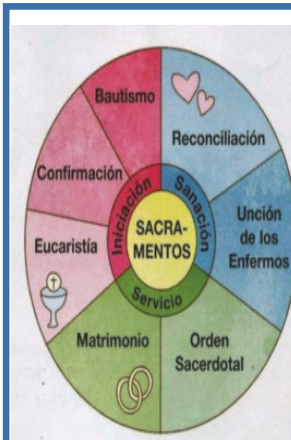 Bautismo
Reconciliación
Confirmación
Unción
de los
Enfermos
Eucaristía
Iniciación
Sanación
SACRA-
MENTOS
Servicio
Matrimonio
Orden
Sacerdotal